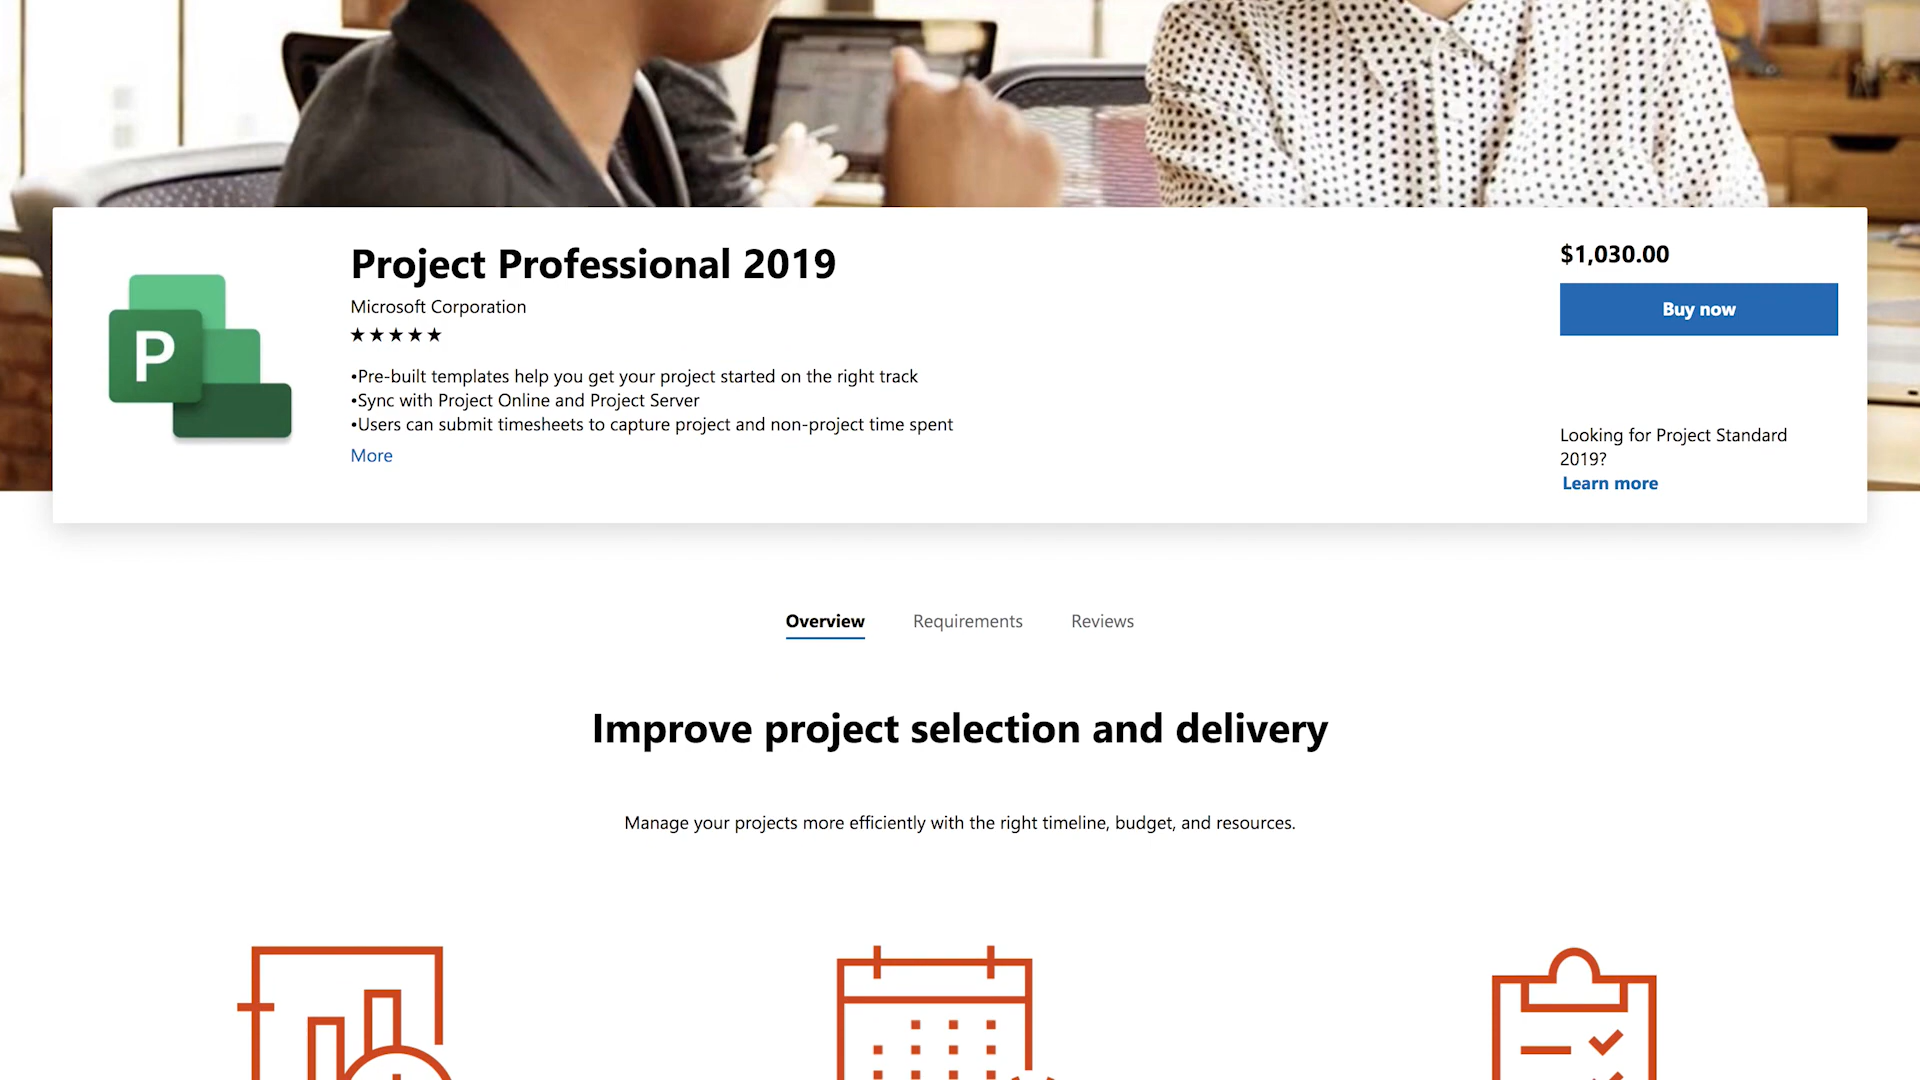 Project Professional 2019
Microsoft Corporation
•Pre-built templates help you get your project started on the right track
•Sync with Project Online and Project Server
•Users can submit timesheets to capture project and non-project time spent
More
P
$1,030.00
Buy now
Looking for Project Standard
2019?
Learn more
Overview Requirements Reviews
Improve project selection and delivery
Manage your projects more efficiently with the right timeline, budget, and resources.